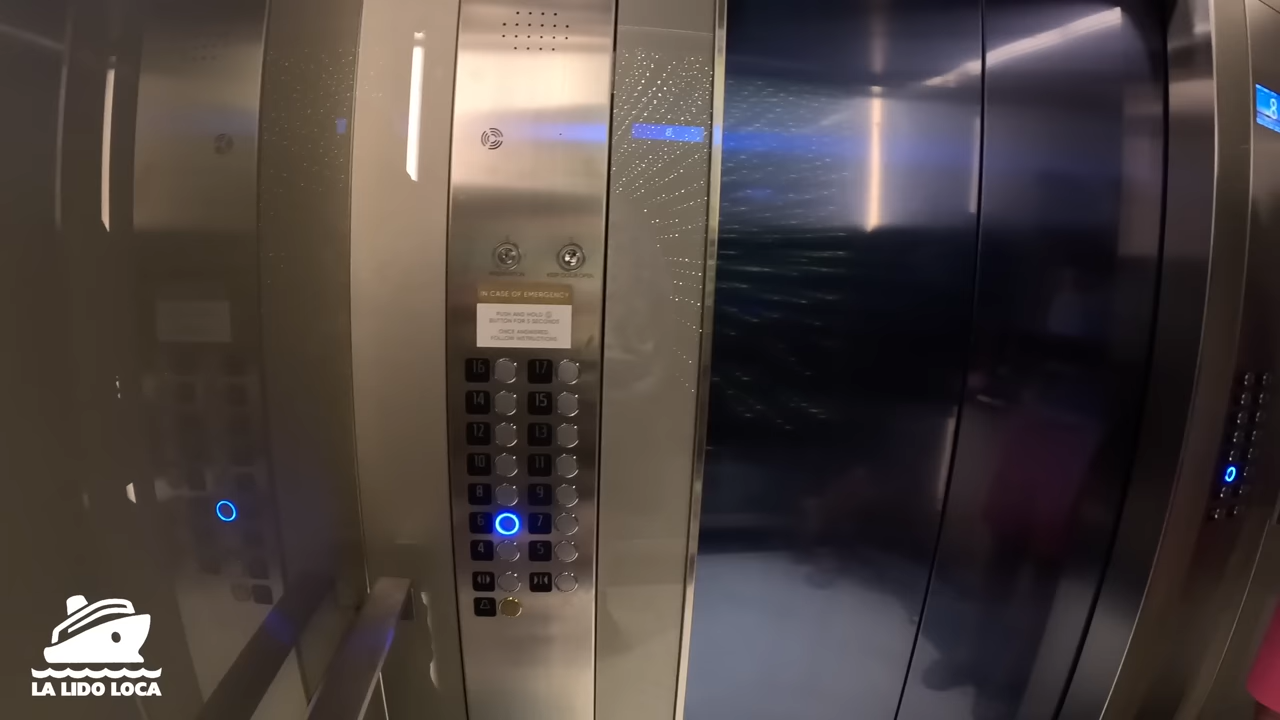 8
8
IN CASE OF EMERGENCY
PUSH AND HOLD
BUTTON FOR 5 SECONDS
ONCE ANSWERED,
FOLLOW INSTRUCTIONS
16 17
14 15
12 13
10 11
8 9
6 7
4 5
LA LIDO LOCA